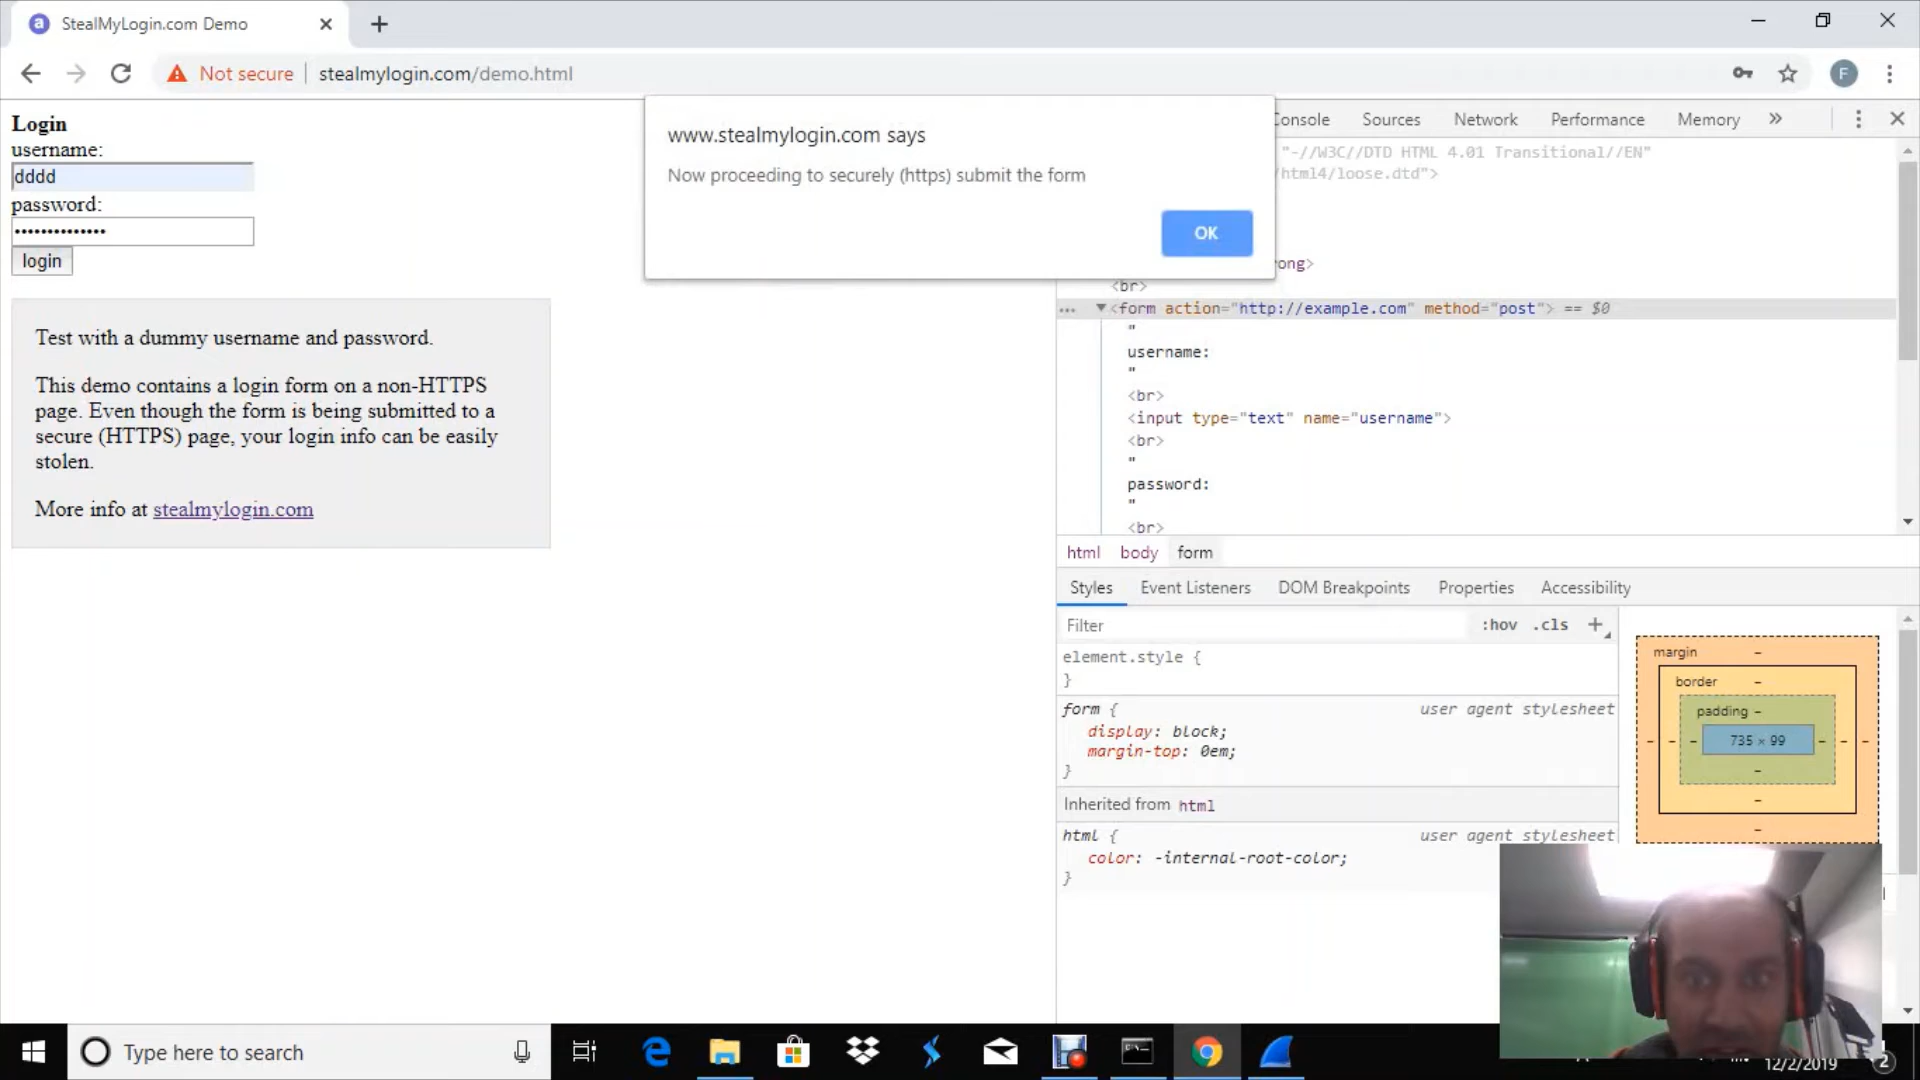 StealMyLogin.com Demo
Not secure
stealmylogin.com/demo.html
F
Login
username:
dddd
password:
••••••••••••••
login
Test with a dummy username and password.
This demo contains a login form on a non-HTTPS
page. Even though the form is being submitted to a
secure (HTTPS) page, your login info can be easily
stolen.
More info at stealmylogin.com
www.stealmylogin.com says
Now proceeding to securely (https) submit the form
OK
Console Sources Network Performance Memory »
"-//W3C//DTD HTML 4.01 Transitional//EN"
/html4/loose.dtd">
ong>
<br>
… ▼<form action="http://example.com" method="post"> == $0
"
username:
"
<br>
<input type="text" name="username">
<br>
"
password:
"
<br>
html body form
Styles Event Listeners DOM Breakpoints Properties Accessibility
Filter :hov .cls +
element.style {
}
form { user agent stylesheet
display: block;
margin-top: 0em;
}
Inherited from html
html { user agent stylesheet
color: -internal-root-color;
}
margin –
border –
padding –
– – – 735 × 99 – – –
–
–
–
Type here to search
12/2/2019
2